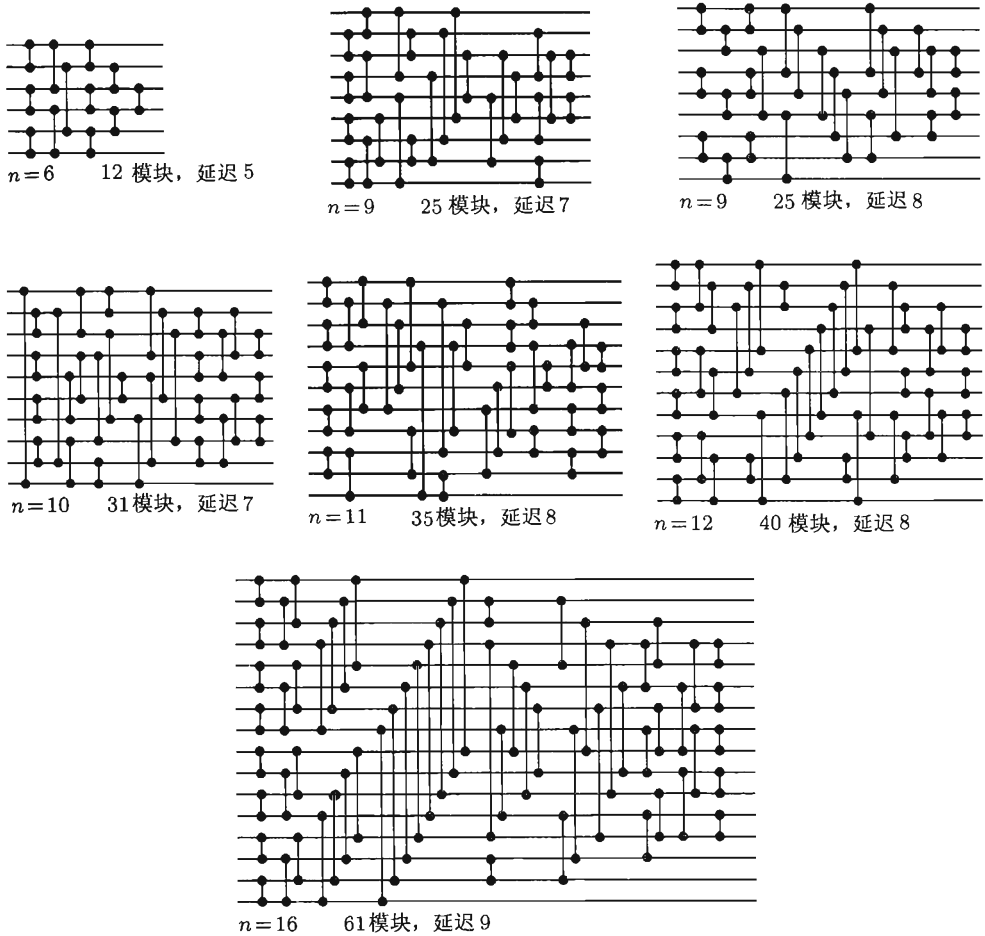 n=6 12 模块，延迟 5
n=9 25 模块，延迟7
n=9 25 模块，延迟 8
n=10 31模块，延迟 7
n=11 35模块，延迟8
n=12 40 模块，延迟 8
n=16 61模块，延迟 9